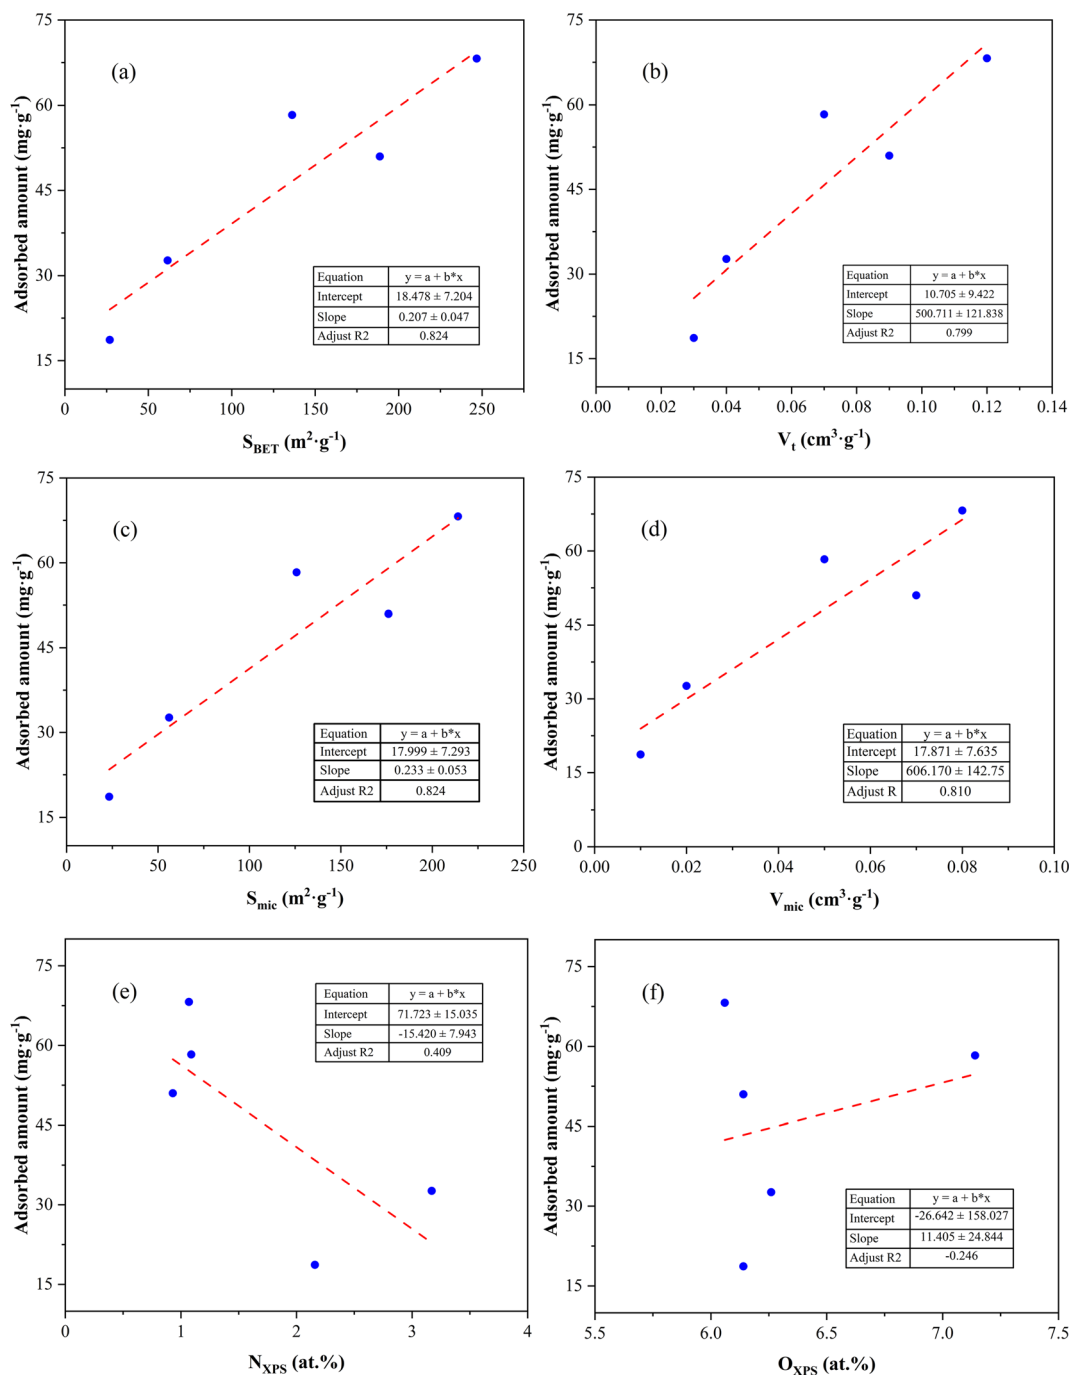 (a)
Adsorbed amount (mg·g-1)
75
60
45
30
15
Equation y = a + b*x
Intercept 18.478 ± 7.204
Slope 0.207 ± 0.047
Adjust R2 0.824
0 50 100 150 200 250
SBET (m2·g-1)
(b)
Adsorbed amount (mg·g-1)
75
60
45
30
15
Equation y = a + b*x
Intercept 10.705 ± 9.422
Slope 500.711 ± 121.838
Adjust R2 0.799
0.00 0.02 0.04 0.06 0.08 0.10 0.12 0.14
Vt (cm3·g-1)
(c)
Adsorbed amount (mg·g-1)
75
60
45
30
15
Equation y = a + b*x
Intercept 17.999 ± 7.293
Slope 0.233 ± 0.053
Adjust R2 0.824
0 50 100 150 200 250
Smic (m2·g-1)
(d)
Adsorbed amount (mg·g-1)
75
60
45
30
15
0
Equation y = a + b*x
Intercept 17.871 ± 7.635
Slope 606.170 ± 142.75
Adjust R 0.810
0.00 0.02 0.04 0.06 0.08 0.10
Vmic (cm3·g-1)
(e)
Adsorbed amount (mg·g-1)
75
60
45
30
15
Equation y = a + b*x
Intercept 71.723 ± 15.035
Slope -15.420 ± 7.943
Adjust R2 0.409
0 1 2 3 4
NXPS (at.%)
(f)
Adsorbed amount (mg·g-1)
75
60
45
30
15
Equation y = a + b*x
Intercept -26.642 ± 158.027
Slope 11.405 ± 24.844
Adjust R2 -0.246
5.5 6.0 6.5 7.0 7.5
OXPS (at.%)